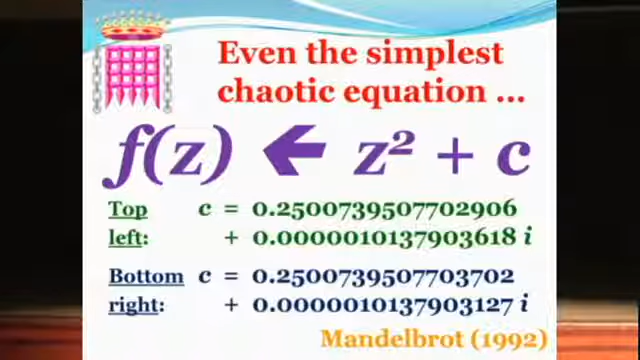 Even the simplest
chaotic equation ...
f(z) ← z² + c
Top c = 0.2500739507702906
left: + 0.0000010137903618 i
Bottom c = 0.2500739507703702
right: + 0.0000010137903127 i
Mandelbrot (1992)